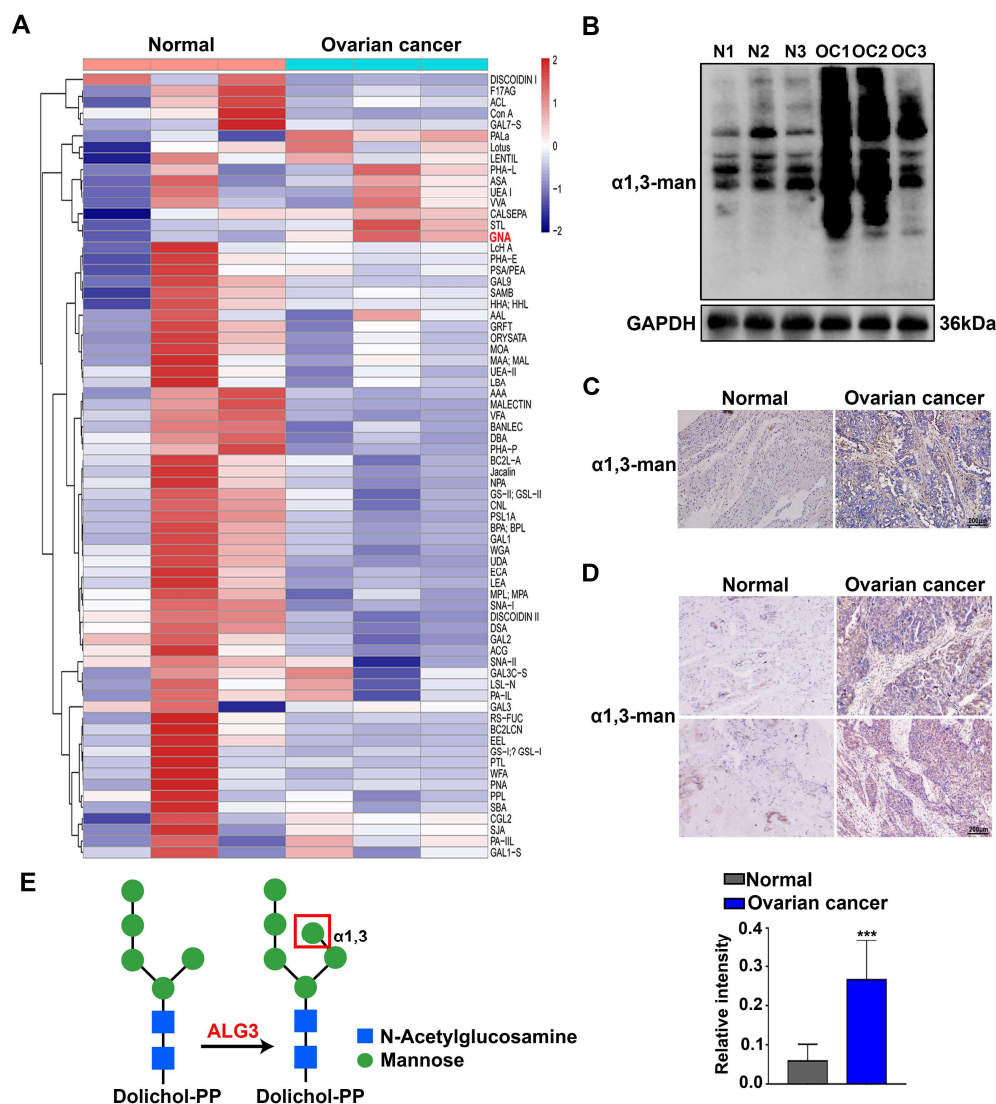 A
Normal Ovarian cancer
2
1
0
−1
−2
DISCOIDIN I
F17AG
ACL
Con A
GAL7−S
PALa
Lotus
LENTIL
PHA−L
ASA
UEA I
VVA
CALSEPA
STL
GNA
LcH A
PHA−E
PSA/PEA
GAL9
SAMB
HHA; HHL
AAL
GRFT
ORYSATA
MOA
MAA; MAL
UEA−II
LBA
AAA
MALECTIN
VFA
BANLEC
DBA
PHA−P
BC2L−A
Jacalin
NPA
GS−II; GSL−II
CNL
PSL1A
BPA; BPL
GAL1
WGA
UDA
ECA
LEA
MPL; MPA
SNA−I
DISCOIDIN II
DSA
GAL2
ACG
SNA−II
GAL3C−S
LSL−N
PA−IL
GAL3
RS−FUC
BC2LCN
EEL
GS−I;? GSL−I
PTL
WFA
PNA
PPL
SBA
CGL2
SJA
PA−IIL
GAL1−S
B
N1 N2 N3 OC1 OC2 OC3
α1,3-man
GAPDH 36kDa
C
Normal Ovarian cancer
α1,3-man
200μm
D
Normal Ovarian cancer
α1,3-man
200μm
Normal
Ovarian cancer
Relative intensity
0.4
0.3
0.2
0.1
0.0
***
E
α1,3
ALG3
N-Acetylglucosamine
Mannose
Dolichol-PP Dolichol-PP